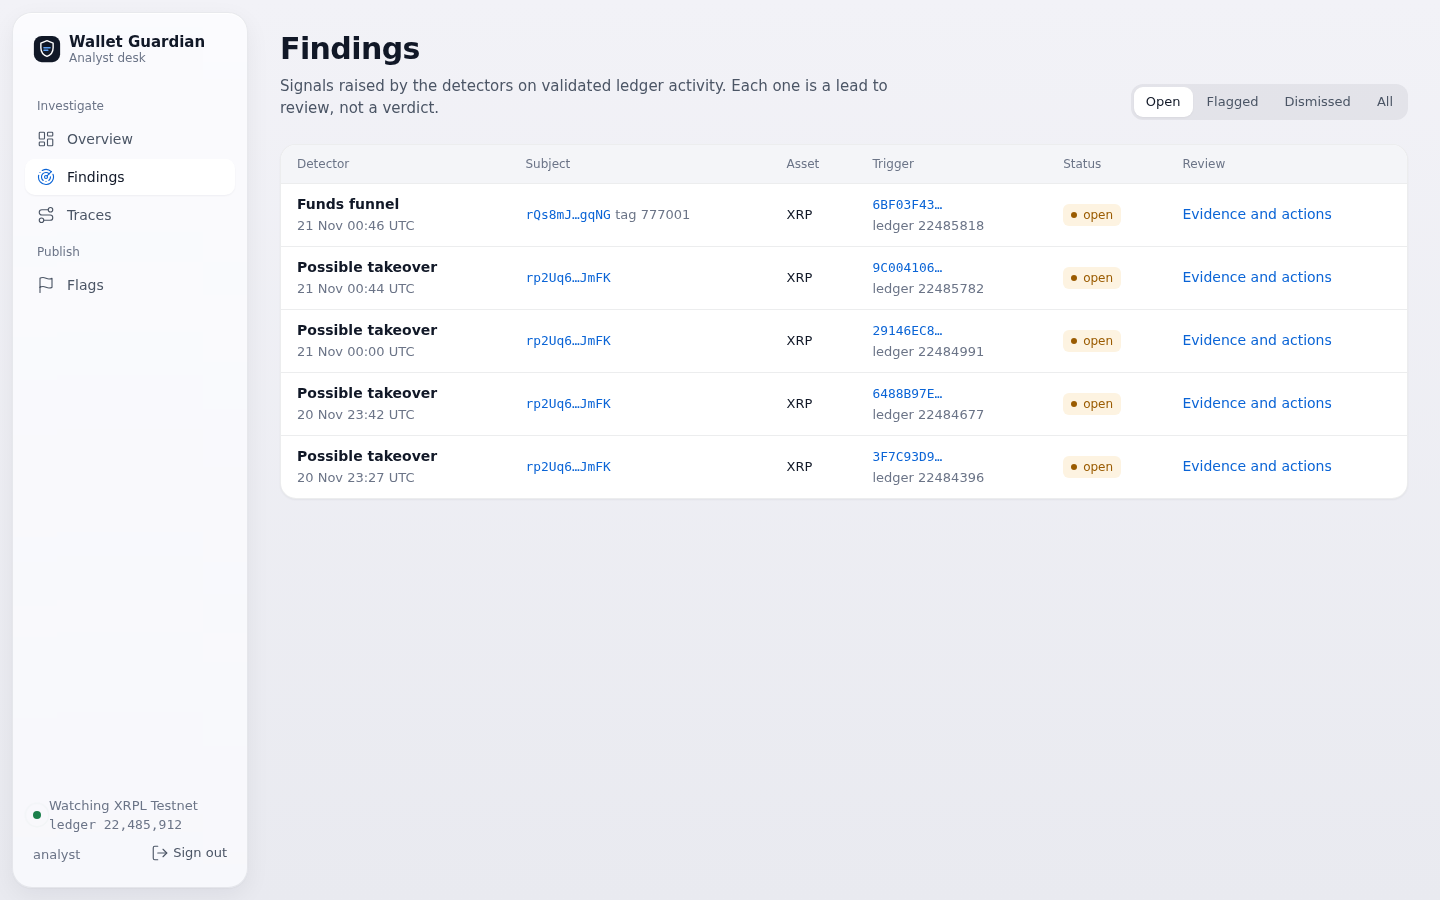 Wallet Guardian
Analyst desk
Investigate
Overview
Findings
Traces
Publish
Flags
Watching XRPL Testnet
ledger 22,485,912
analyst
Sign out
Findings
Signals raised by the detectors on validated ledger activity. Each one is a lead to
review, not a verdict.
Open Flagged Dismissed All
Detector Subject Asset Trigger Status Review
Funds funnel
21 Nov 00:46 UTC
rQs8mJ…gqNG tag 777001
XRP
6BF03F43…
ledger 22485818
open
Evidence and actions
Possible takeover
21 Nov 00:44 UTC
rp2Uq6…JmFK
XRP
9C004106…
ledger 22485782
open
Evidence and actions
Possible takeover
21 Nov 00:00 UTC
rp2Uq6…JmFK
XRP
29146EC8…
ledger 22484991
open
Evidence and actions
Possible takeover
20 Nov 23:42 UTC
rp2Uq6…JmFK
XRP
6488B97E…
ledger 22484677
open
Evidence and actions
Possible takeover
20 Nov 23:27 UTC
rp2Uq6…JmFK
XRP
3F7C93D9…
ledger 22484396
open
Evidence and actions